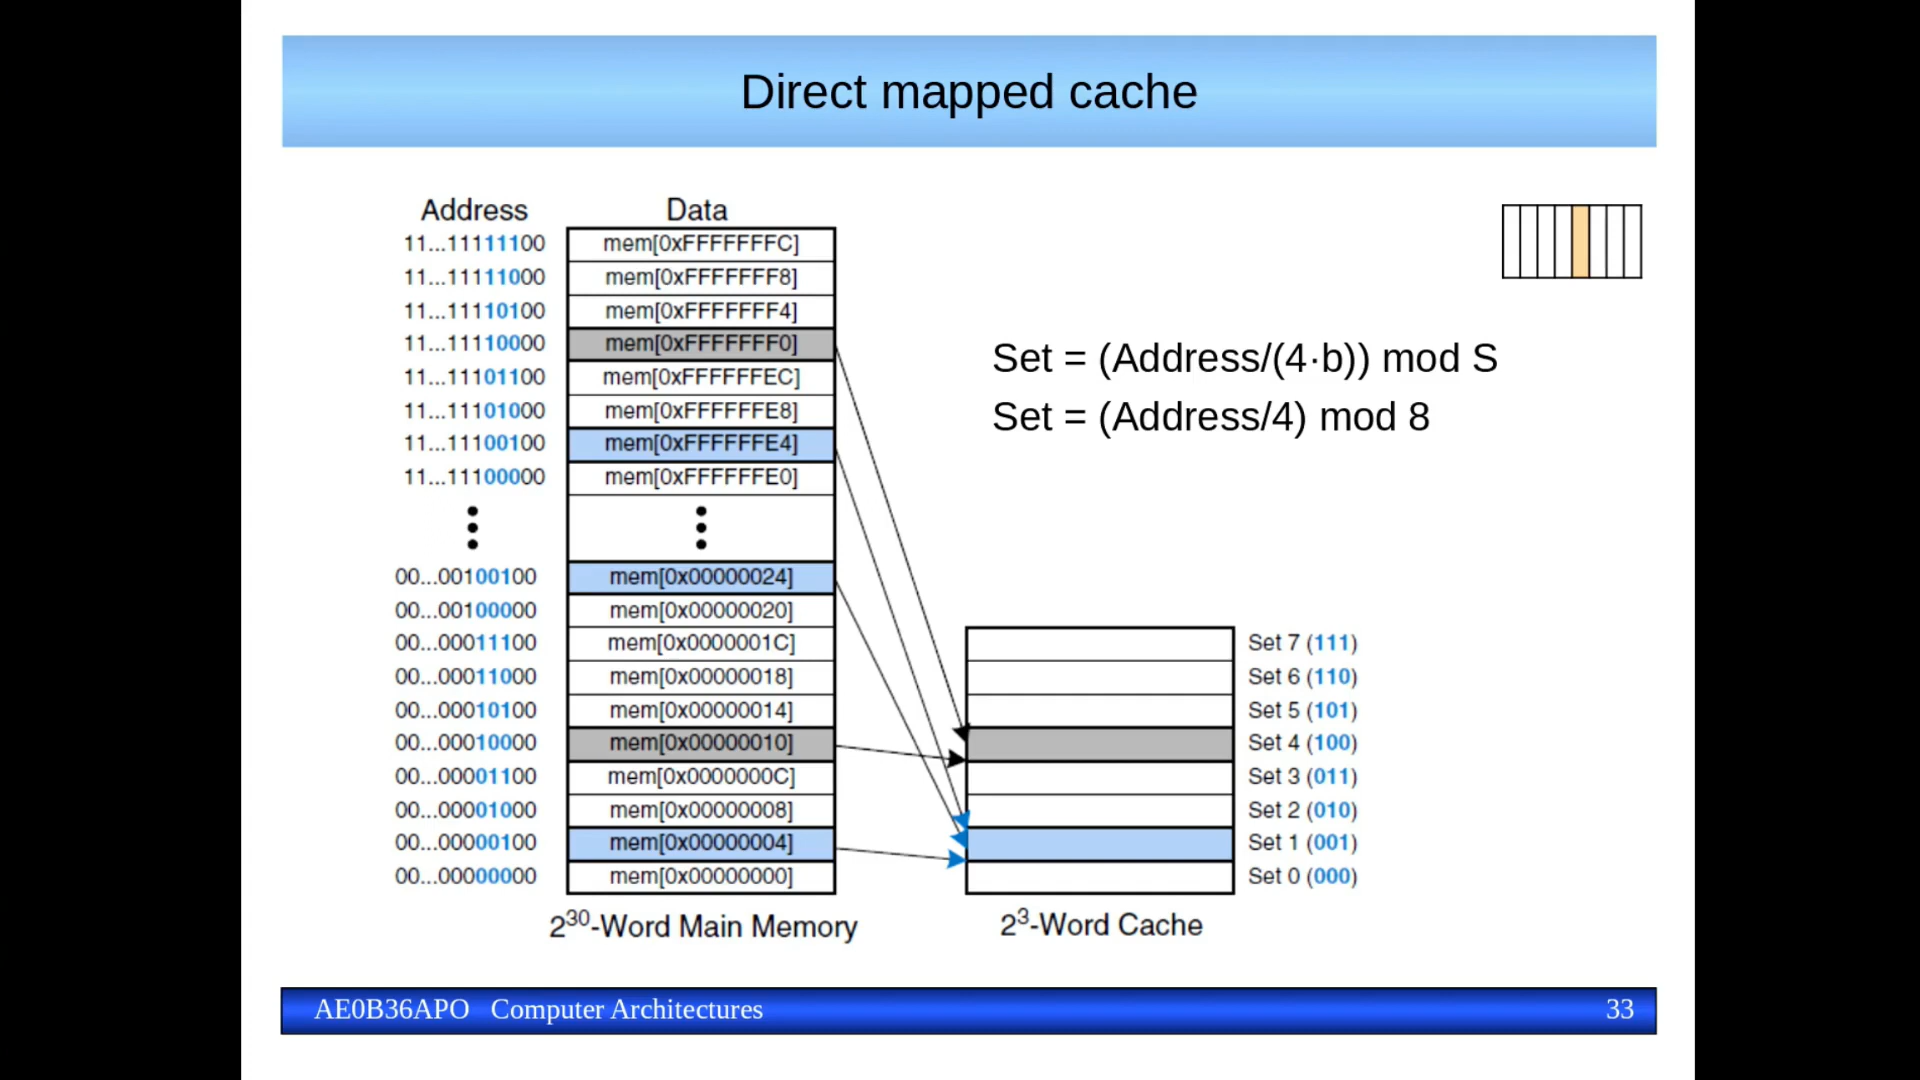 Direct mapped cache
Address Data
11...11111100 mem[0xFFFFFFFC]
11...11111000 mem[0xFFFFFFF8]
11...11110100 mem[0xFFFFFFF4]
11...11110000 mem[0xFFFFFFF0]
11...11101100 mem[0xFFFFFFEC]
11...11101000 mem[0xFFFFFFE8]
11...11100100 mem[0xFFFFFFE4]
11...11100000 mem[0xFFFFFFE0]
00...00100100 mem[0x00000024]
00...00100000 mem[0x00000020]
00...00011100 mem[0x0000001C]
00...00011000 mem[0x00000018]
00...00010100 mem[0x00000014]
00...00010000 mem[0x00000010]
00...00001100 mem[0x0000000C]
00...00001000 mem[0x00000008]
00...00000100 mem[0x00000004]
00...00000000 mem[0x00000000]
2³⁰-Word Main Memory
Set = (Address/(4·b)) mod S
Set = (Address/4) mod 8
Set 7 (111)
Set 6 (110)
Set 5 (101)
Set 4 (100)
Set 3 (011)
Set 2 (010)
Set 1 (001)
Set 0 (000)
2³-Word Cache
AE0B36APO Computer Architectures 33